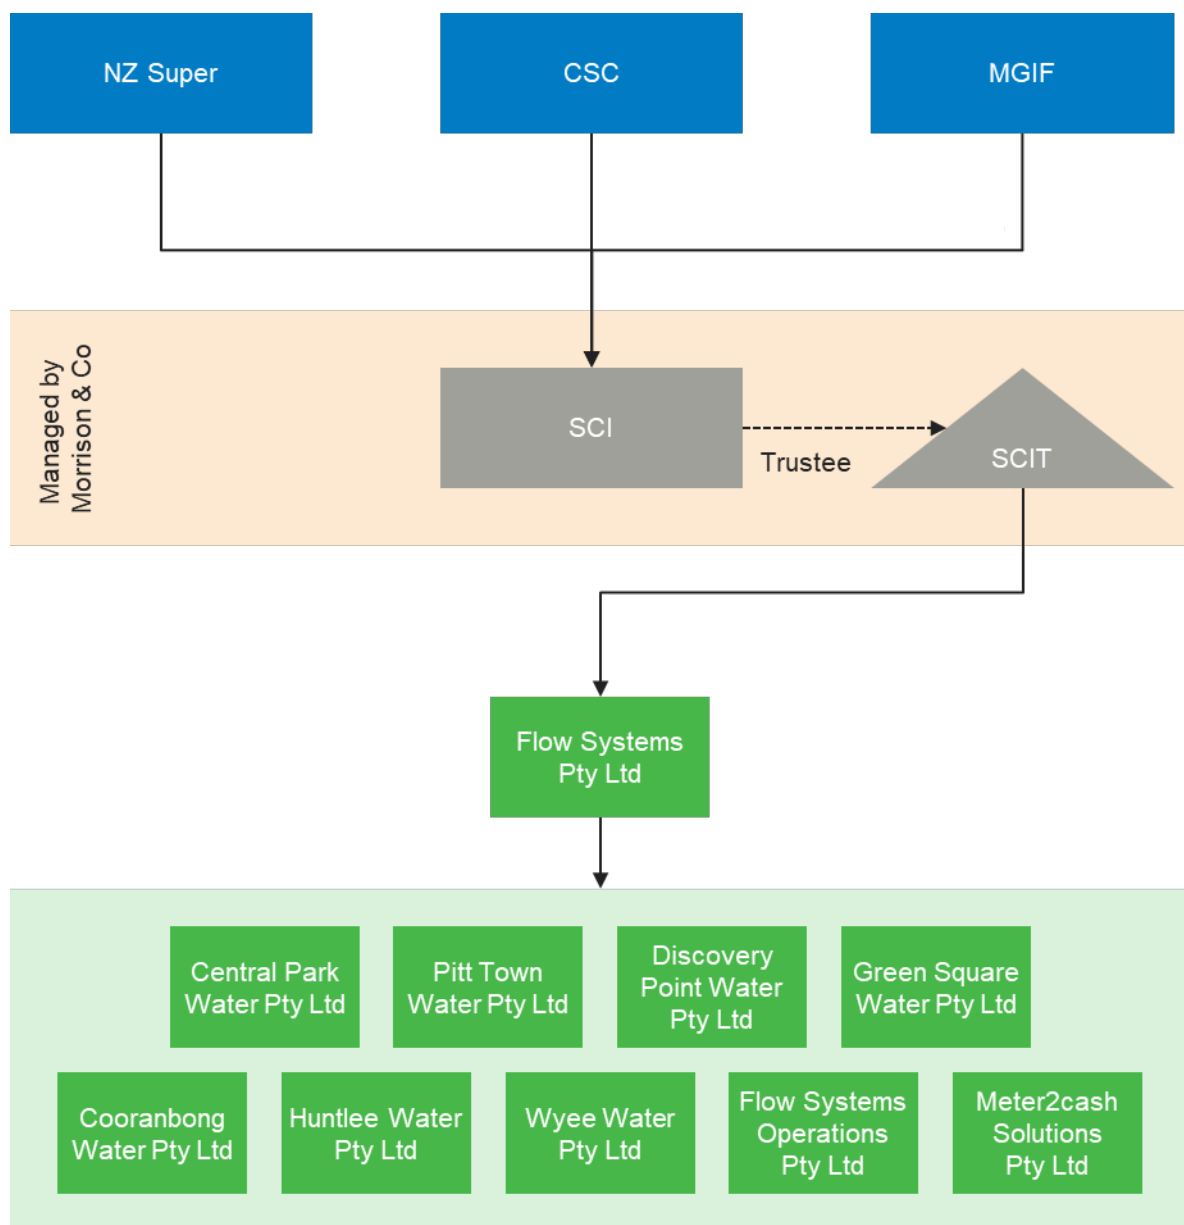 NZ Super
CSC
MGIF
Managed by
Morrison & Co
SCI
Trustee
SCIT
Flow Systems
Pty Ltd
Central Park
Water Pty Ltd
Pitt Town
Water Pty Ltd
Discovery
Point Water
Pty Ltd
Green Square
Water Pty Ltd
Cooranbong
Water Pty Ltd
Huntlee Water
Pty Ltd
Wyee Water
Pty Ltd
Flow Systems
Operations
Pty Ltd
Meter2cash
Solutions
Pty Ltd